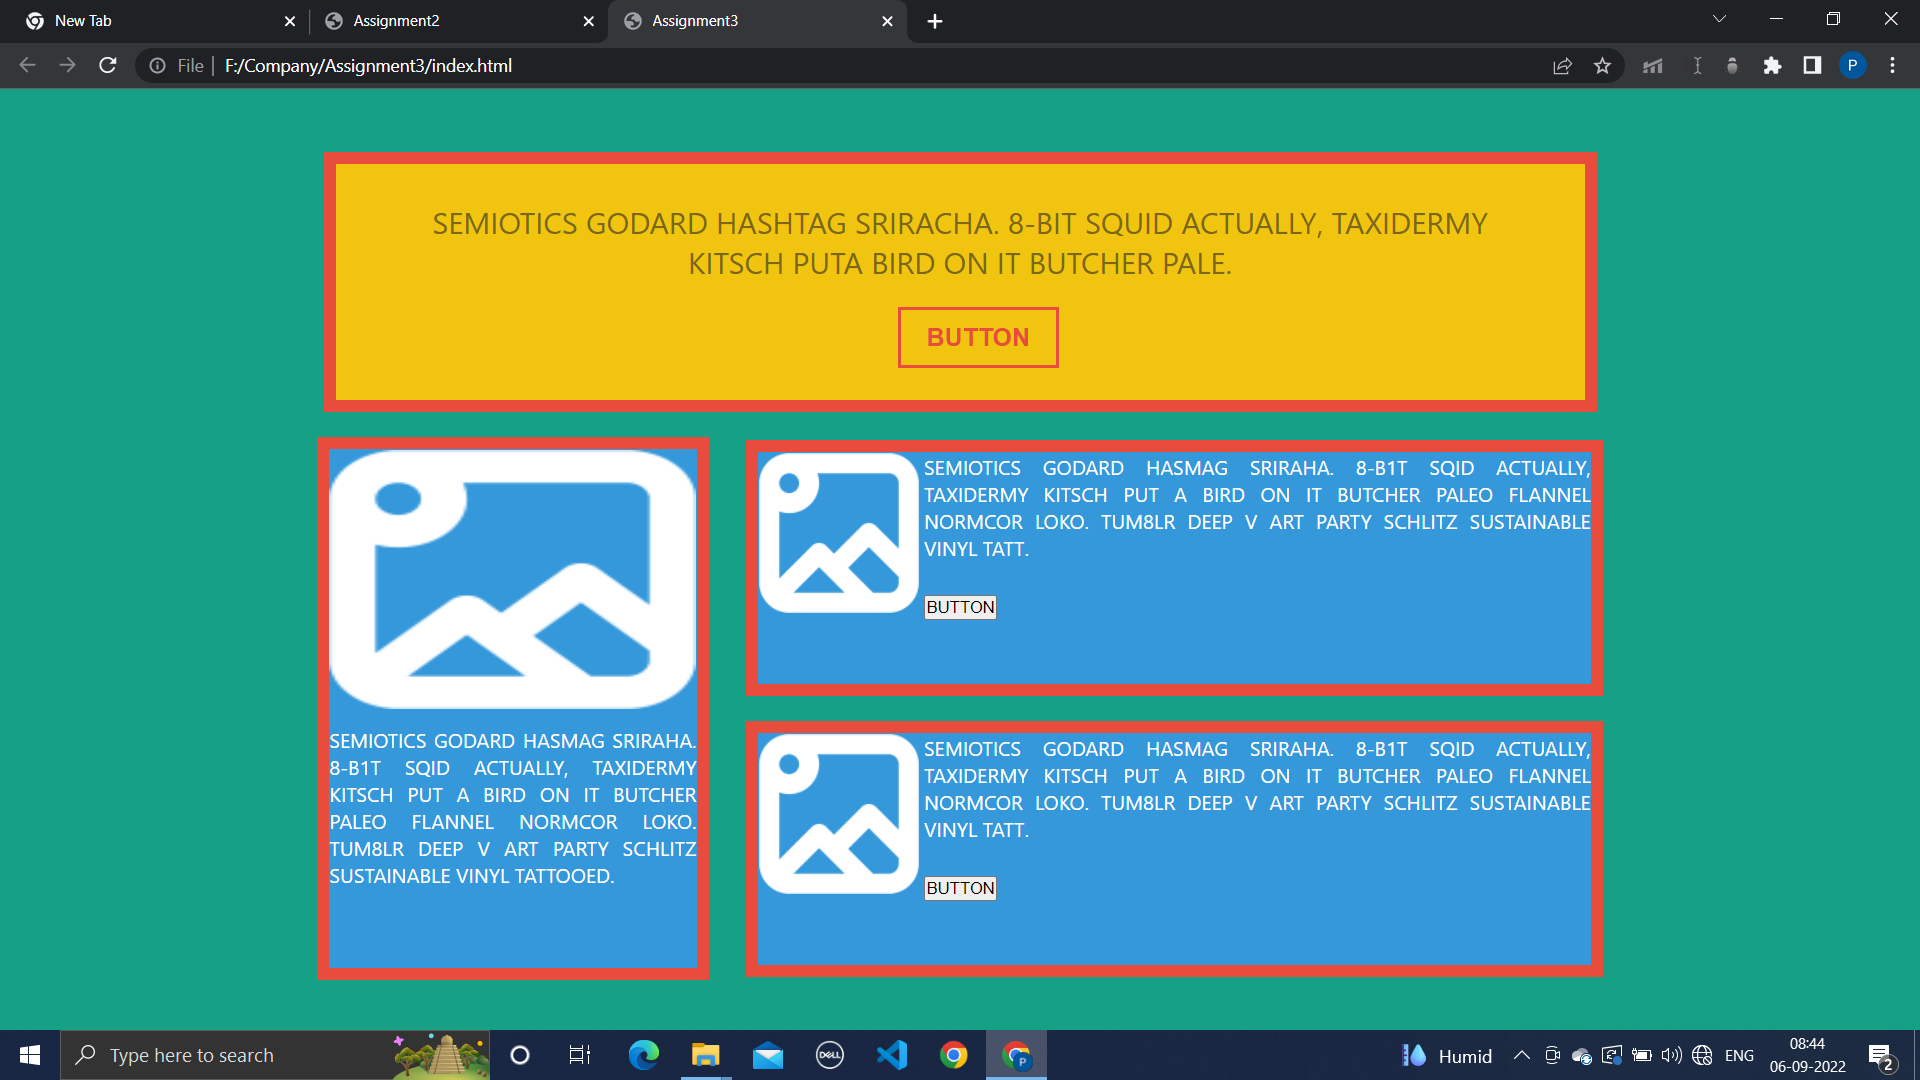 New Tab
Assignment2
Assignment3
File
F:/Company/Assignment3/index.html
P
SEMIOTICS GODARD HASHTAG SRIRACHA. 8-BIT SQUID ACTUALLY, TAXIDERMY
KITSCH PUTA BIRD ON IT BUTCHER PALE.
BUTTON
SEMIOTICS GODARD HASMAG SRIRAHA.
8-B1T SQID ACTUALLY, TAXIDERMY
KITSCH PUT A BIRD ON IT BUTCHER
PALEO FLANNEL NORMCOR LOKO.
TUM8LR DEEP V ART PARTY SCHLITZ
SUSTAINABLE VINYL TATTOOED.
SEMIOTICS GODARD HASMAG SRIRAHA. 8-B1T SQID ACTUALLY,
TAXIDERMY KITSCH PUT A BIRD ON IT BUTCHER PALEO FLANNEL
NORMCOR LOKO. TUM8LR DEEP V ART PARTY SCHLITZ SUSTAINABLE
VINYL TATT.
BUTTON
SEMIOTICS GODARD HASMAG SRIRAHA. 8-B1T SQID ACTUALLY,
TAXIDERMY KITSCH PUT A BIRD ON IT BUTCHER PALEO FLANNEL
NORMCOR LOKO. TUM8LR DEEP V ART PARTY SCHLITZ SUSTAINABLE
VINYL TATT.
BUTTON
Type here to search
DELL
P
Humid
ENG
08:44
06-09-2022
2